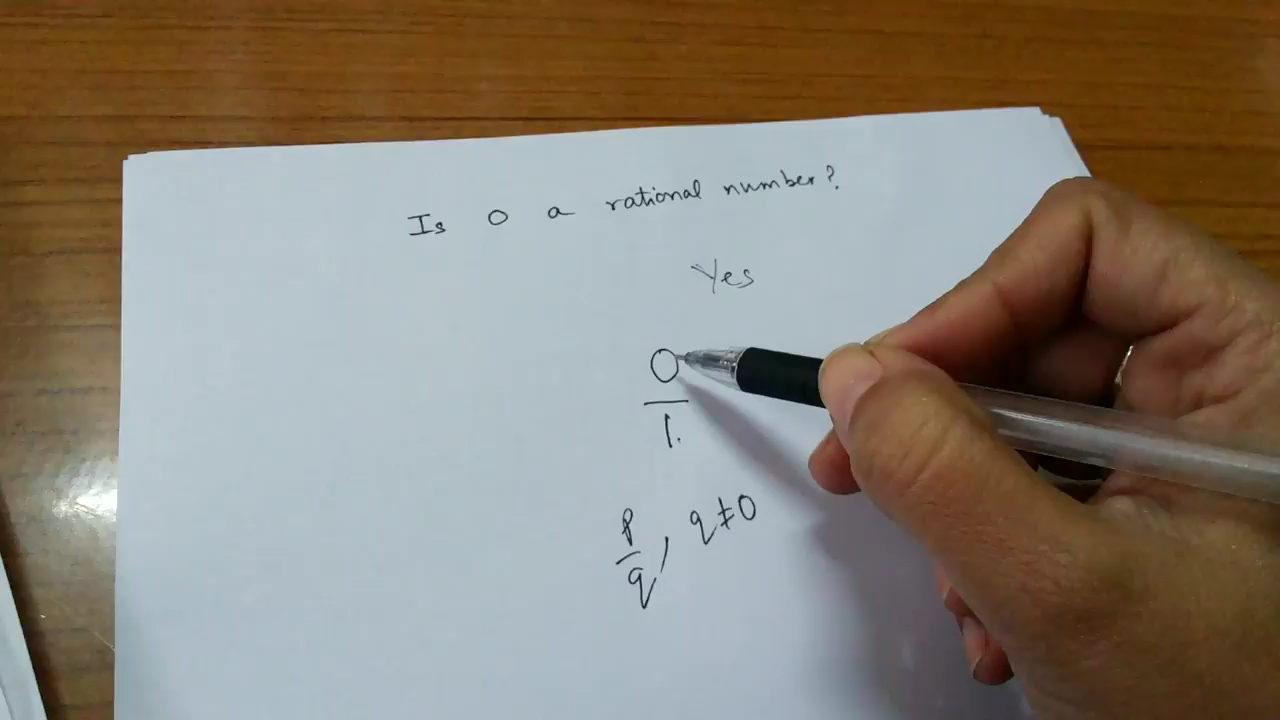 Is 0 a rational number?
Yes
0
1.
p
q , q≠0